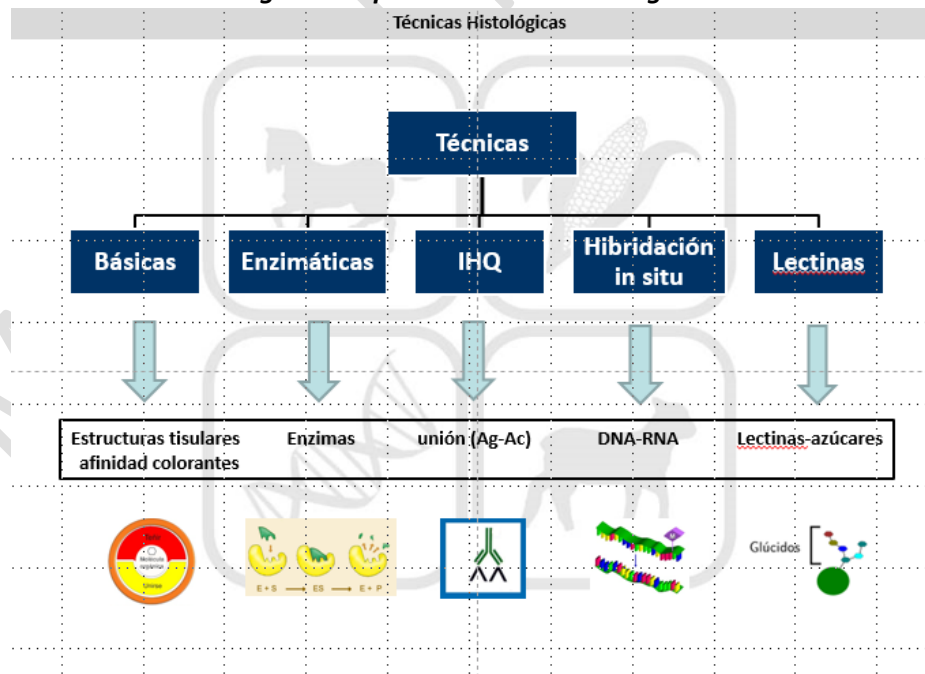 Técnicas Histológicas
Técnicas
Básicas
Enzimáticas
IHQ
Hibridación
in situ
Lectinas
Estructuras tisulares
afinidad colorantes
Enzimas
unión (Ag-Ac)
DNA-RNA
Lectinas-azúcares
Molécula
E + S → ES → E + P
Glúcidos